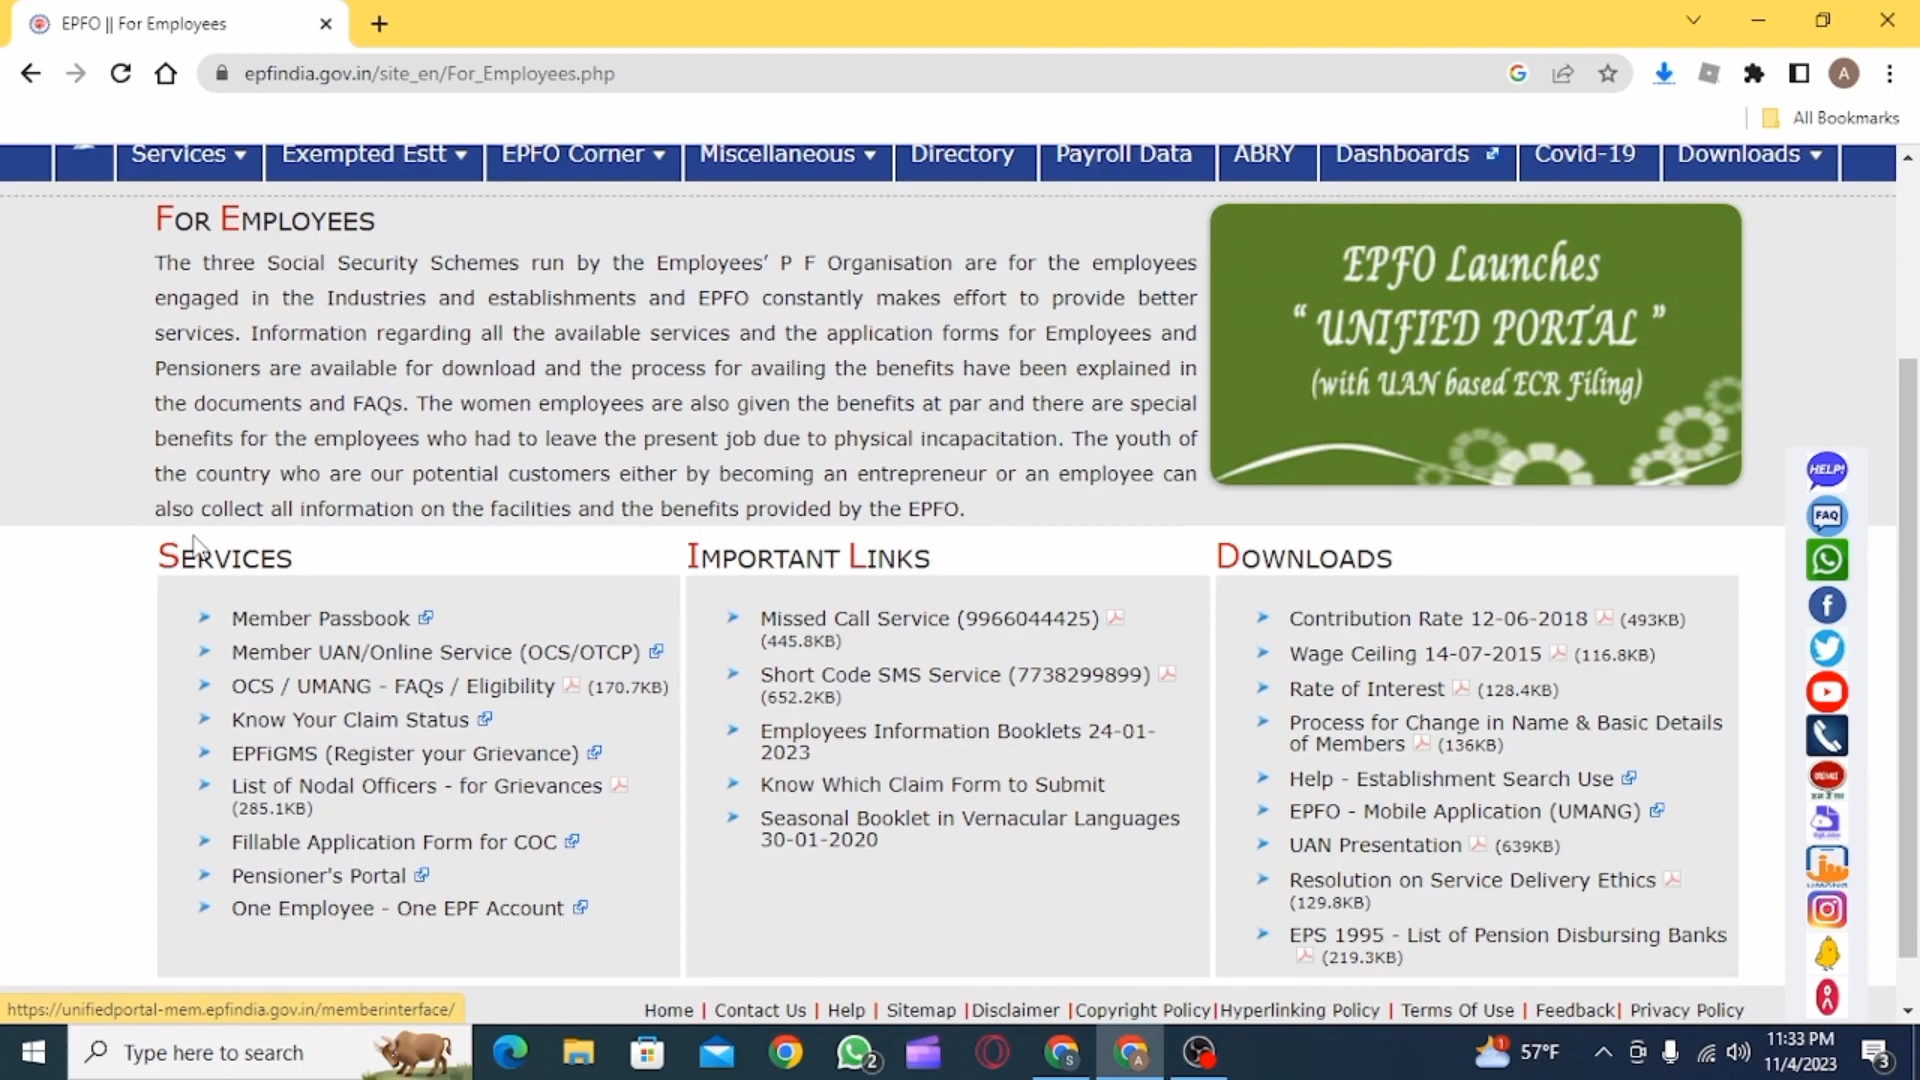 EPFO || For Employees
epfindia.gov.in/site_en/For_Employees.php
A
All Bookmarks
Services
Exempted Estt
EPFO Corner
Miscellaneous
Directory
Payroll Data
ABRY
Dashboards
Covid-19
Downloads
FOR EMPLOYEES
The three Social Security Schemes run by the Employees’ P F Organisation are for the employees
engaged in the Industries and establishments and EPFO constantly makes effort to provide better
services. Information regarding all the available services and the application forms for Employees and
Pensioners are available for download and the process for availing the benefits have been explained in
the documents and FAQs. The women employees are also given the benefits at par and there are special
benefits for the employees who had to leave the present job due to physical incapacitation. The youth of
the country who are our potential customers either by becoming an entrepreneur or an employee can
also collect all information on the facilities and the benefits provided by the EPFO.
EPFO Launches
“ UNIFIED PORTAL ”
(with UAN based ECR Filing)
HELP!
FAQ
SERVICES
Member Passbook
Member UAN/Online Service (OCS/OTCP)
OCS / UMANG - FAQs / Eligibility (170.7KB)
Know Your Claim Status
EPFiGMS (Register your Grievance)
List of Nodal Officers - for Grievances
(285.1KB)
Fillable Application Form for COC
Pensioner's Portal
One Employee - One EPF Account
IMPORTANT LINKS
Missed Call Service (9966044425)
(445.8KB)
Short Code SMS Service (7738299899)
(652.2KB)
Employees Information Booklets 24-01-
2023
Know Which Claim Form to Submit
Seasonal Booklet in Vernacular Languages
30-01-2020
DOWNLOADS
Contribution Rate 12-06-2018 (493KB)
Wage Ceiling 14-07-2015 (116.8KB)
Rate of Interest (128.4KB)
Process for Change in Name & Basic Details
of Members (136KB)
Help - Establishment Search Use
EPFO - Mobile Application (UMANG)
UAN Presentation (639KB)
Resolution on Service Delivery Ethics
(129.8KB)
EPS 1995 - List of Pension Disbursing Banks
(219.3KB)
https://unifiedportal-mem.epfindia.gov.in/memberinterface/
Home | Contact Us | Help | Sitemap |Disclaimer |Copyright Policy|Hyperlinking Policy | Terms Of Use | Feedback| Privacy Policy
Type here to search
2
S
A
1
57°F
11:33 PM
11/4/2023
3